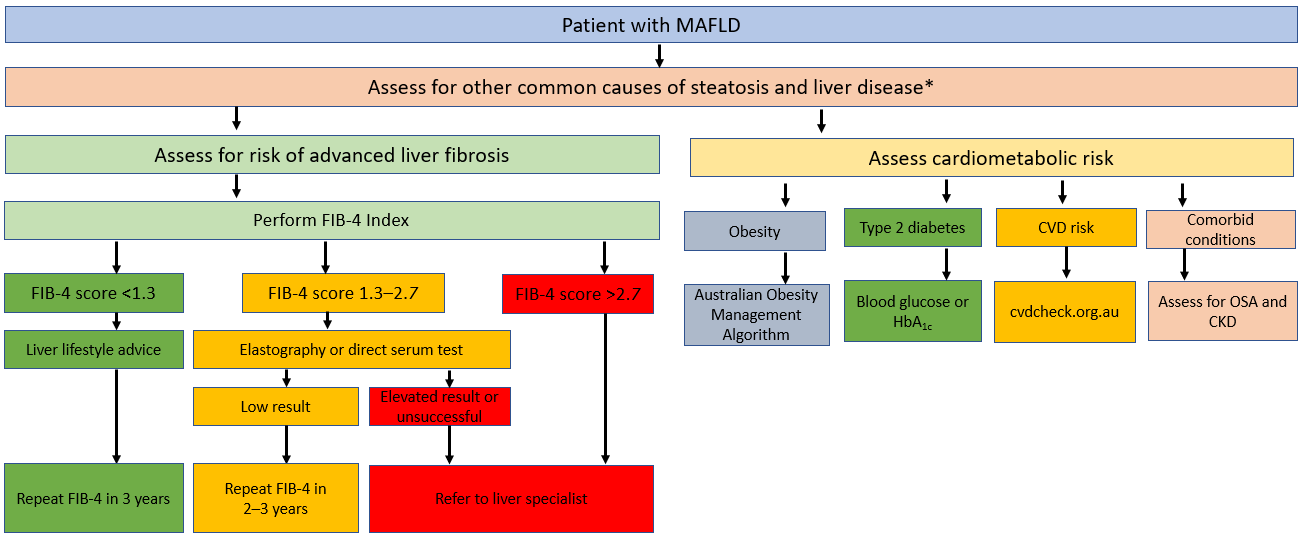 Patient with MAFLD
Assess for other common causes of steatosis and liver disease*
Assess for risk of advanced liver fibrosis
Assess cardiometabolic risk
Perform FIB-4 Index
Obesity
Type 2 diabetes
CVD risk
Comorbid
conditions
FIB-4 score <1.3
FIB-4 score 1.3–2.7
FIB-4 score >2.7
Australian Obesity
Management
Algorithm
Blood glucose or
HbA1c
cvdcheck.org.au
Assess for OSA and
CKD
Liver lifestyle advice
Elastography or direct serum test
Low result
Elevated result or
unsuccessful
Repeat FIB-4 in 3 years
Repeat FIB-4 in
2–3 years
Refer to liver specialist